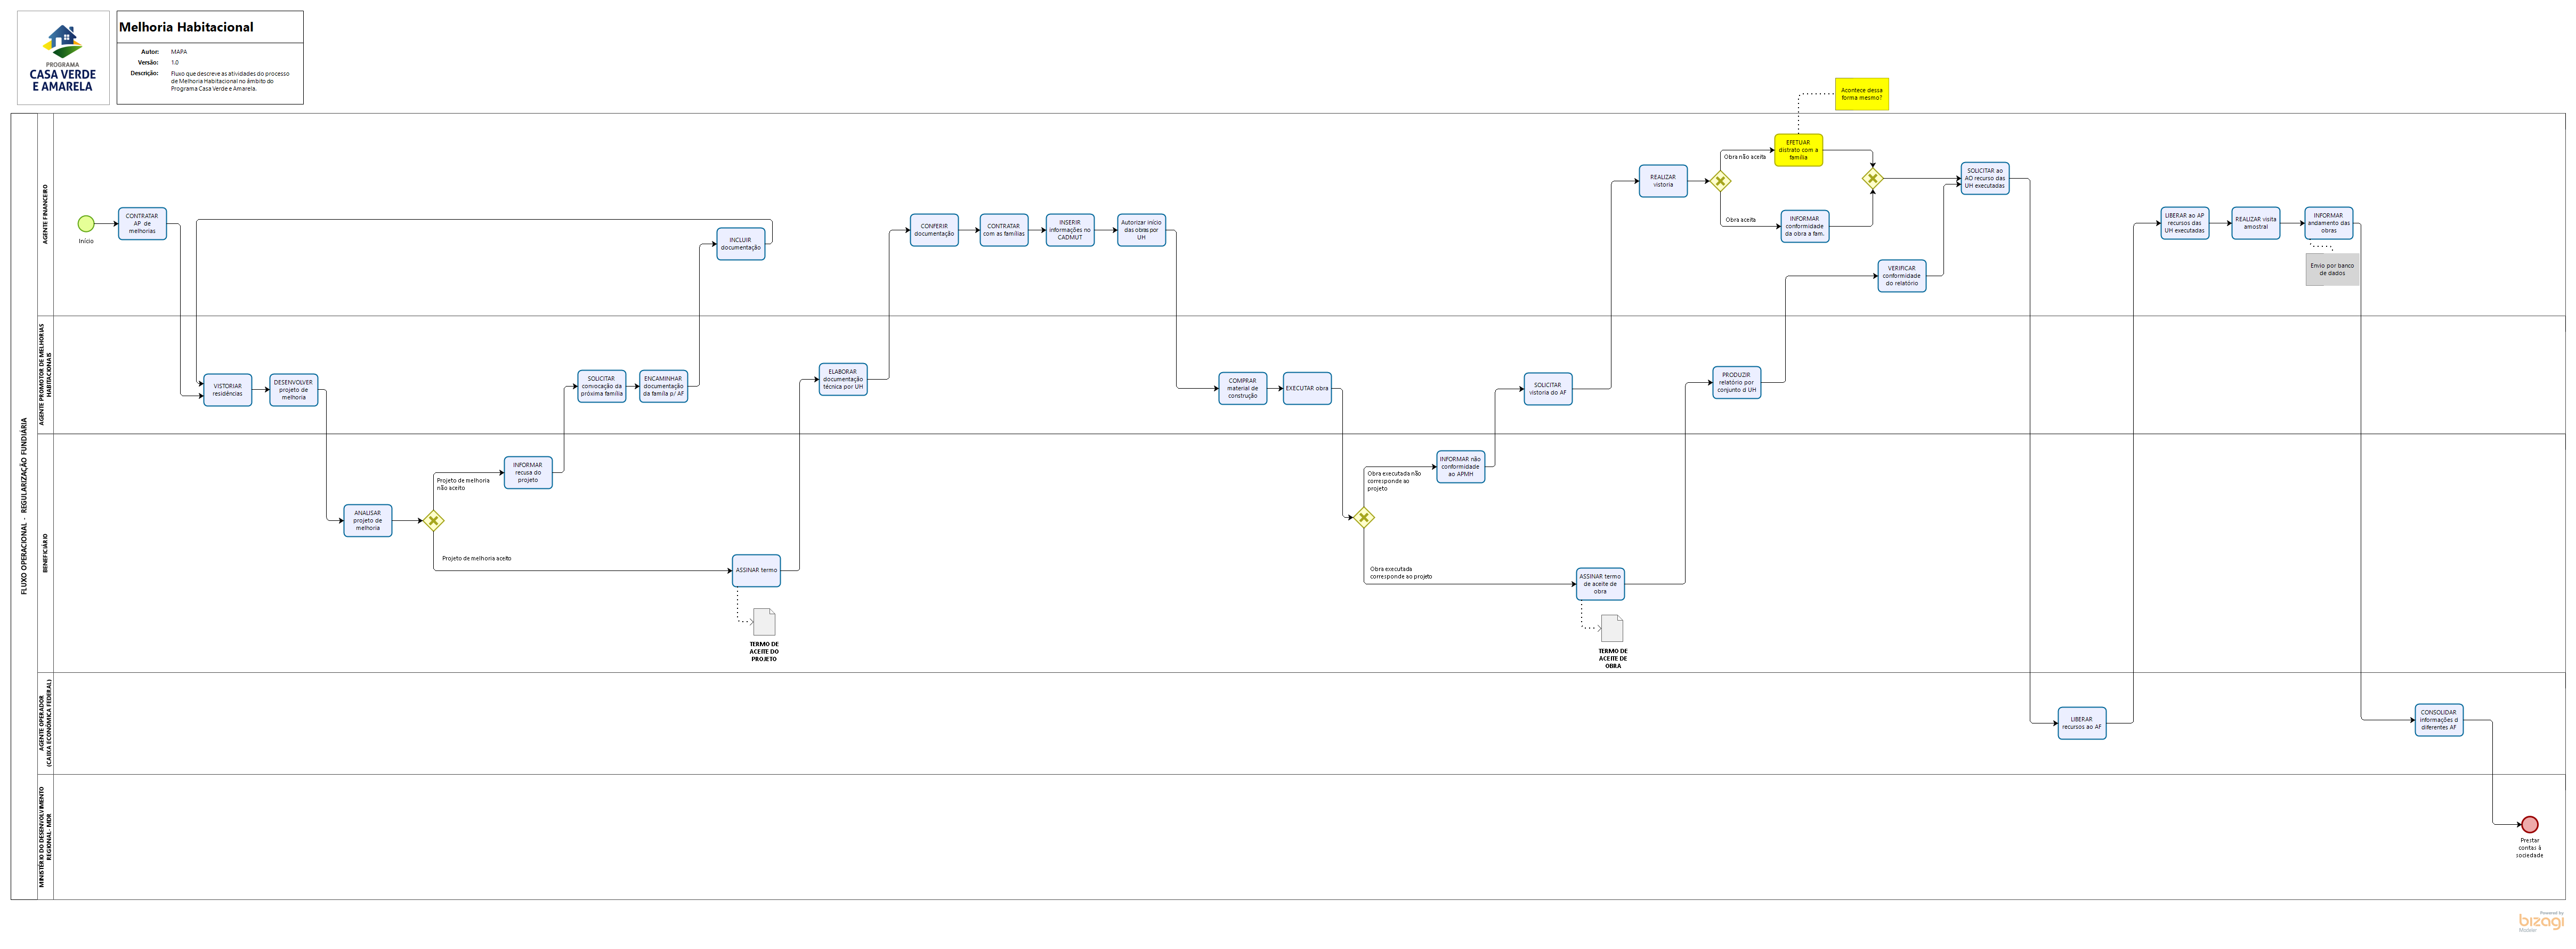 PROGRAMA
CASA VERDE
E AMARELA
Melhoria Habitacional
Autor: MAPA
Versão: 1.0
Descrição: Fluxo que descreve as atividades do processo
de Melhoria Habitacional no âmbito do
Programa Casa Verde e Amarela.
FLUXO OPERACIONAL - REGULARIZAÇÃO FUNDIÁRIA
AGENTE FINANCEIRO
Início
CONTRATAR
AP de
melhorias
INCLUIR
documentação
CONFERIR
documentação
CONTRATAR
com as famílias
INSERIR
informações no
CADMUT
Autorizar início
das obras por
UH
REALIZAR
vistoria
Obra não aceita
Obra aceita
EFETUAR
distrato com a
família
Acontece dessa
forma mesmo?
INFORMAR
conformidade
da obra a fam.
VERIFICAR
conformidade
do relatório
SOLICITAR ao
AO recurso das
UH executadas
LIBERAR ao AP
recursos das
UH executadas
REALIZAR visita
amostral
INFORMAR
andamento das
obras
Envio por banco
de dados
AGENTE PROMOTOR DE MELHORIAS
HABITACIONAIS
VISTORIAR
residências
DESENVOLVER
projeto de
melhoria
SOLICITAR
convocação da
próxima família
ENCAMINHAR
documentação
da famíla p/ AF
ELABORAR
documentação
técnica por UH
COMPRAR
material de
construção
EXECUTAR obra
SOLICITAR
vistoria do AF
PRODUZIR
relatório por
conjunto d UH
BENEFICIÁRIO
ANALISAR
projeto de
melhoria
Projeto de melhoria
não aceito
INFORMAR
recusa do
projeto
Projeto de melhoria aceito
ASSINAR termo
TERMO DE
ACEITE DO
PROJETO
Obra executada não
corresponde ao
projeto
INFORMAR não
conformidade
ao APMH
Obra executada
corresponde ao projeto
ASSINAR termo
de aceite de
obra
TERMO DE
ACEITE DE
OBRA
AGENTE OPERADOR
(CAIXA ECONÔMICA FEDERAL)
LIBERAR
recursos ao AF
CONSOLIDAR
informações d
diferentes AF
MINISTÉRIO DO DESENVOLVIMENTO
REGIONAL- MDR
Prestar
contas à
sociedade
Powered by
bizagi
Modeler